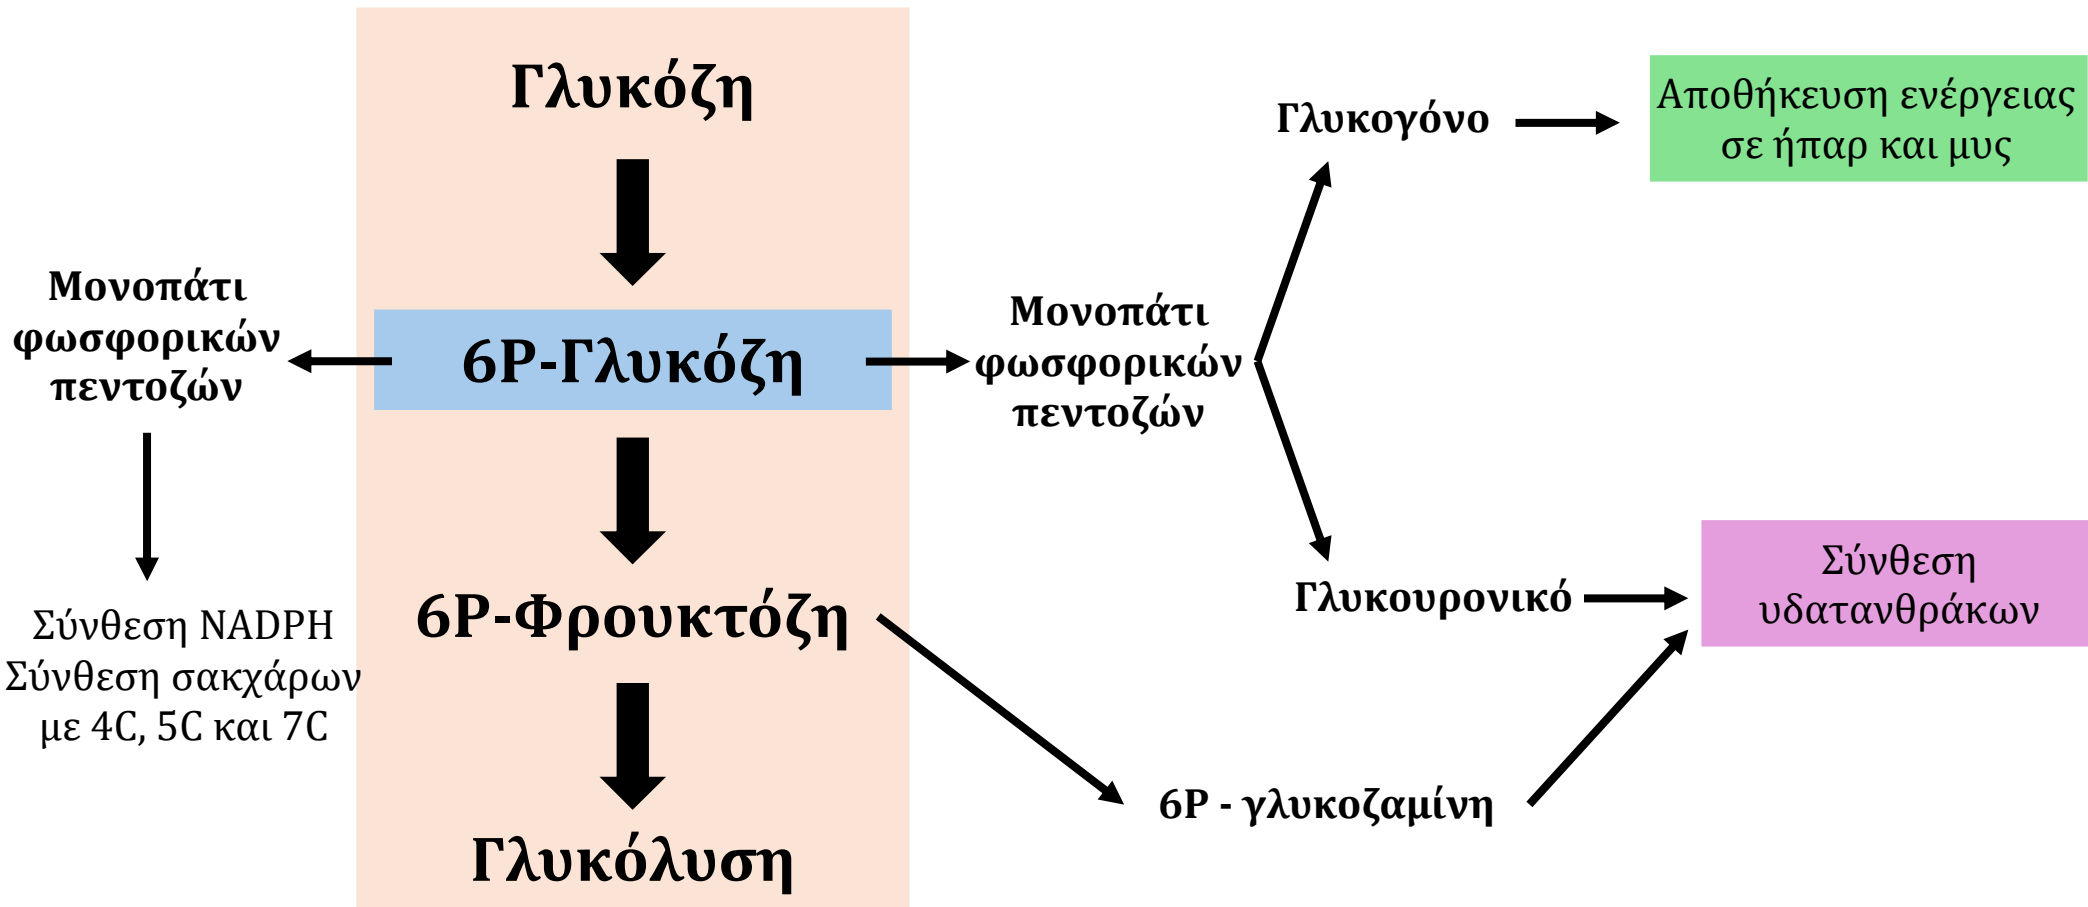 Γλυκόζη
6P-Γλυκόζη
6P-Φρουκτόζη
Γλυκόλυση
Μονοπάτι
φωσφορικών
πεντοζών
Σύνθεση NADPH
Σύνθεση σακχάρων
με 4C, 5C και 7C
Μονοπάτι
φωσφορικών
πεντοζών
Γλυκογόνο
Αποθήκευση ενέργειας
σε ήπαρ και μυς
Γλυκουρονικό
Σύνθεση
υδατανθράκων
6P - γλυκοζαμίνη